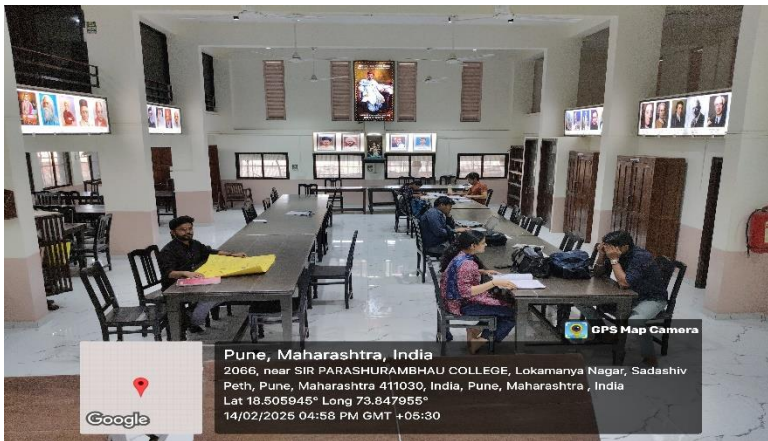 GPS Map Camera
Pune, Maharashtra, India
2066, near SIR PARASHURAMBHAU COLLEGE, Lokamanya Nagar, Sadashiv
Peth, Pune, Maharashtra 411030, India, Pune, Maharashtra , India
Lat 18.505945° Long 73.847955°
14/02/2025 04:58 PM GMT +05:30
Google